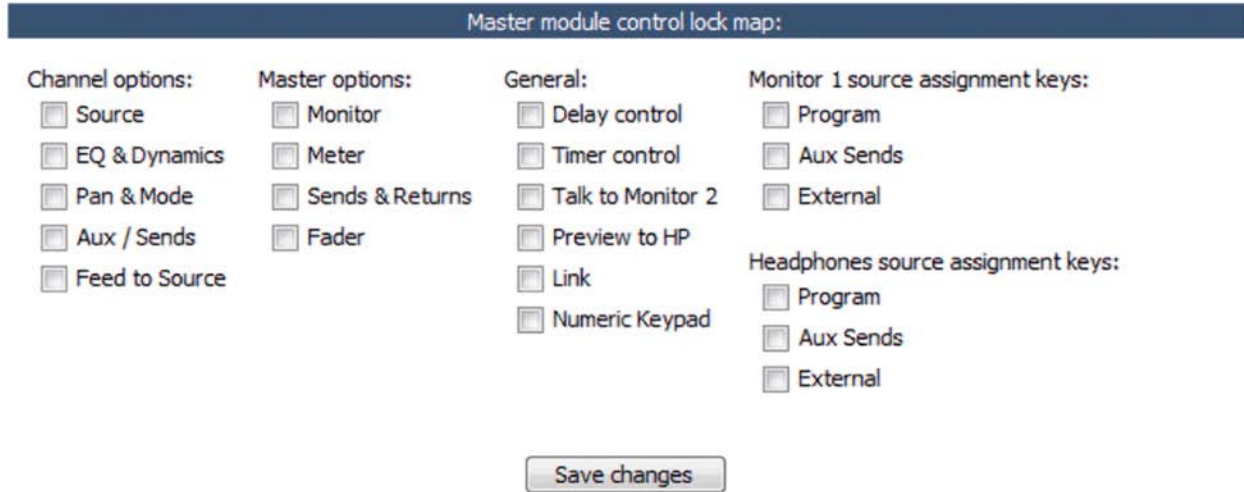 Master module control lock map:
Channel options:
Source
EQ & Dynamics
Pan & Mode
Aux / Sends
Feed to Source
Master options:
Monitor
Meter
Sends & Returns
Fader
General:
Delay control
Timer control
Talk to Monitor 2
Preview to HP
Link
Numeric Keypad
Monitor 1 source assignment keys:
Program
Aux Sends
External
Headphones source assignment keys:
Program
Aux Sends
External
Save changes